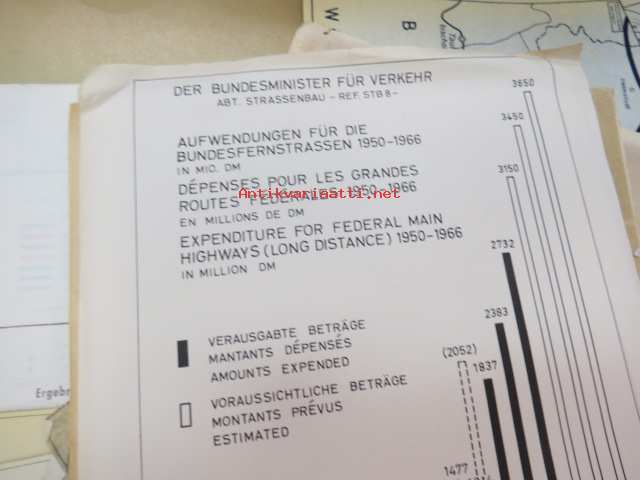 DER BUNDESMINISTER FÜR VERKEHR
ABT. STRASSENBAU – REF. STB 8 –
AUFWENDUNGEN FÜR DIE
BUNDESFERNSTRASSEN 1950–1966
IN MIO. DM
DÉPENSES POUR LES GRANDES
ROUTES FÉDÉRALES 1950–1966
EN MILLIONS DE DM
EXPENDITURE FOR FEDERAL MAIN
HIGHWAYS (LONG DISTANCE) 1950–1966
IN MILLION DM
Antikvariaatti.net
VERAUSGABTE BETRÄGE
MANTANTS DÉPENSÉS
AMOUNTS EXPENDED
VORAUSSICHTLICHE BETRÄGE
MONTANTS PRÉVUS
ESTIMATED
3650
3450
3150
2732
2383
(2052)
1837
1477
W
B